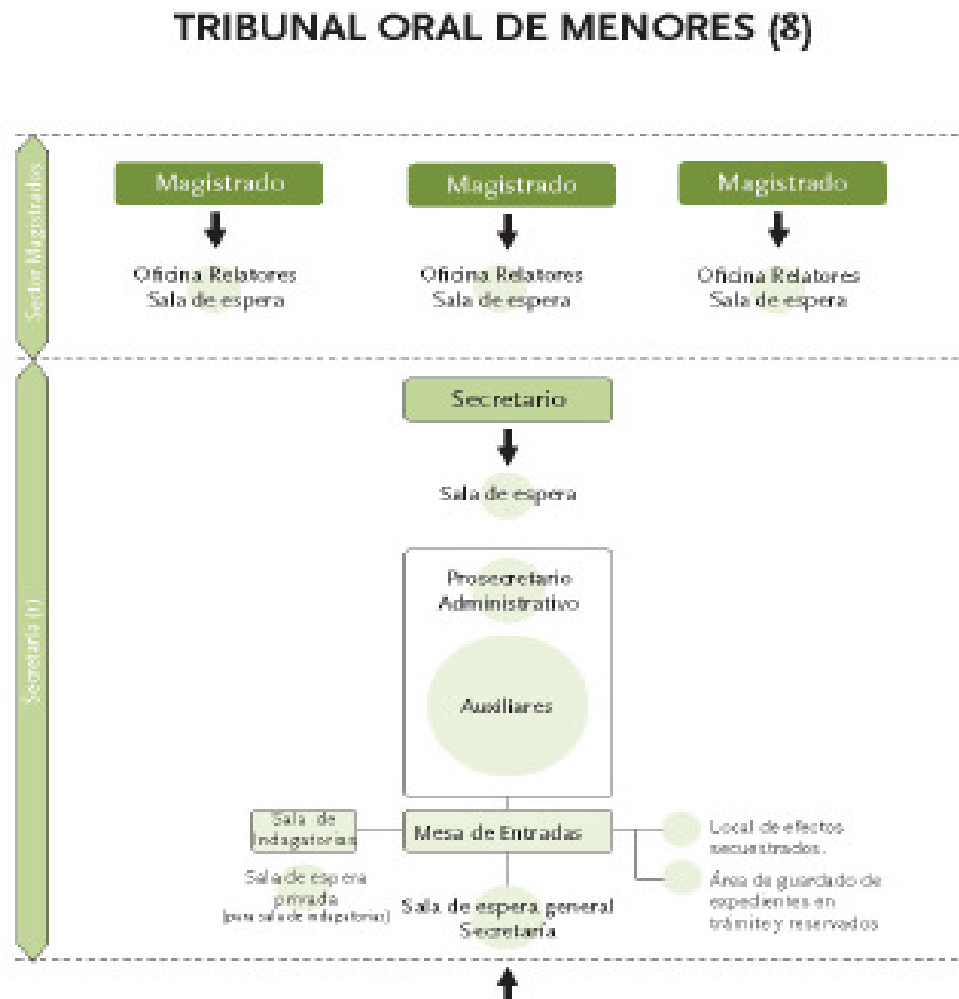 TRIBUNAL ORAL DE MENORES (8)
Sector Magistrados
Magistrado
Magistrado
Magistrado
Oficina Relatores
Sala de espera
Oficina Relatores
Sala de espera
Oficina Relatores
Sala de espera
Secretaría (1)
Secretario
Sala de espera
Prosecretario
Administrativo
Auxiliares
Sala de
Indagatorias
Mesa de Entradas
Local de efectos
secuestrados.
Sala de espera
privada
(para sala de indagatorias)
Sala de espera general
Secretaría
Área de guardado de
expedientes en
trámite y reservados